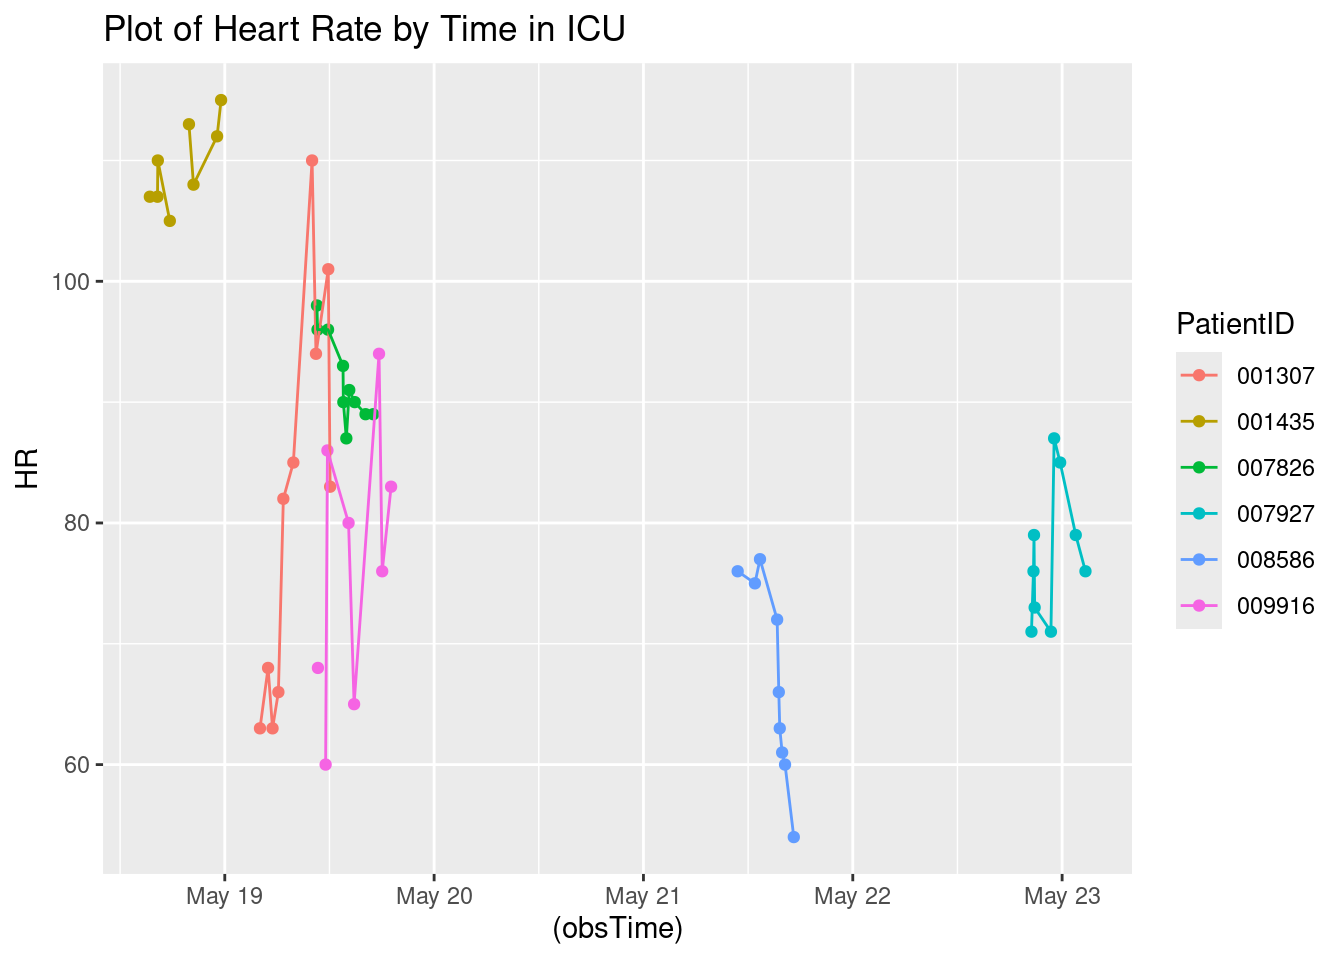 Plot of Heart Rate by Time in ICU
HR
100
80
60
May 19
May 20
May 21
May 22
May 23
(obsTime)
PatientID
001307
001435
007826
007927
008586
009916